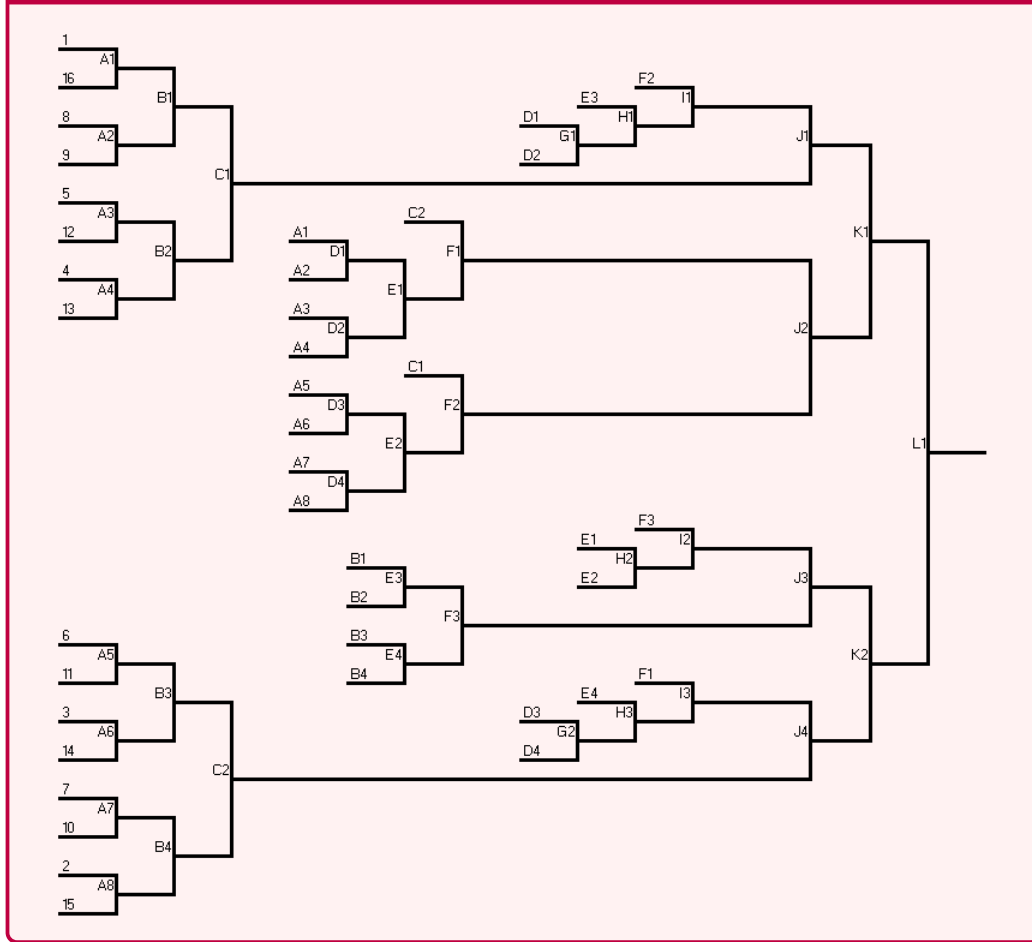 1
A1
16
B1
8
A2
9
C1
5
A3
12
B2
4
A4
13
F2
I1
E3
H1
D1
G1
D2
J1
C2
F1
A1
D1
A2
E1
A3
D2
A4
K1
J2
C1
F2
A5
D3
A6
E2
A7
D4
A8
L1
F3
I2
E1
H2
E2
J3
B1
E3
B2
F3
B3
E4
B4
K2
6
A5
11
B3
3
A6
14
C2
7
A7
10
B4
2
A8
15
F1
I3
E4
H3
D3
G2
D4
J4